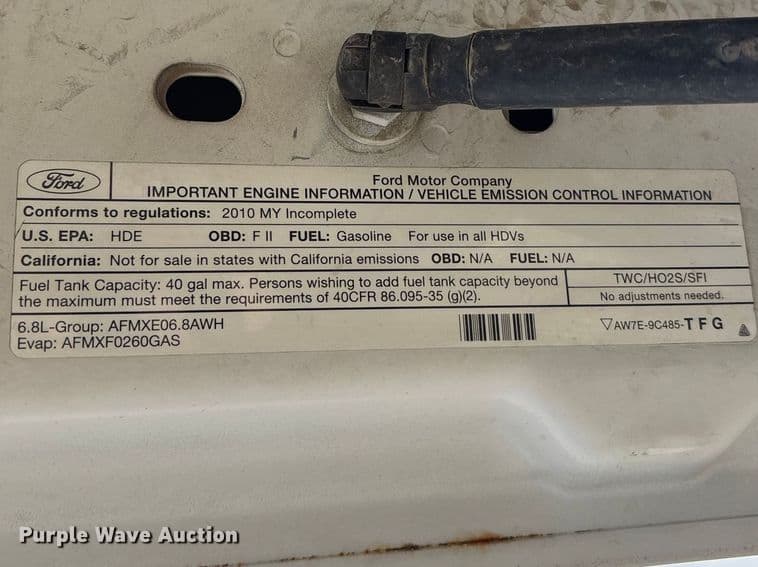 Ford
Ford Motor Company
IMPORTANT ENGINE INFORMATION / VEHICLE EMISSION CONTROL INFORMATION
Conforms to regulations: 2010 MY Incomplete
U.S. EPA: HDE OBD: F II FUEL: Gasoline For use in all HDVs
California: Not for sale in states with California emissions OBD: N/A FUEL: N/A
Fuel Tank Capacity: 40 gal max. Persons wishing to add fuel tank capacity beyond
the maximum must meet the requirements of 40CFR 86.095-35 (g)(2).
TWC/HO2S/SFI
No adjustments needed.
6.8L-Group: AFMXE06.8AWH
Evap: AFMXF0260GAS
AW7E-9C485-TFG
Purple Wave Auction